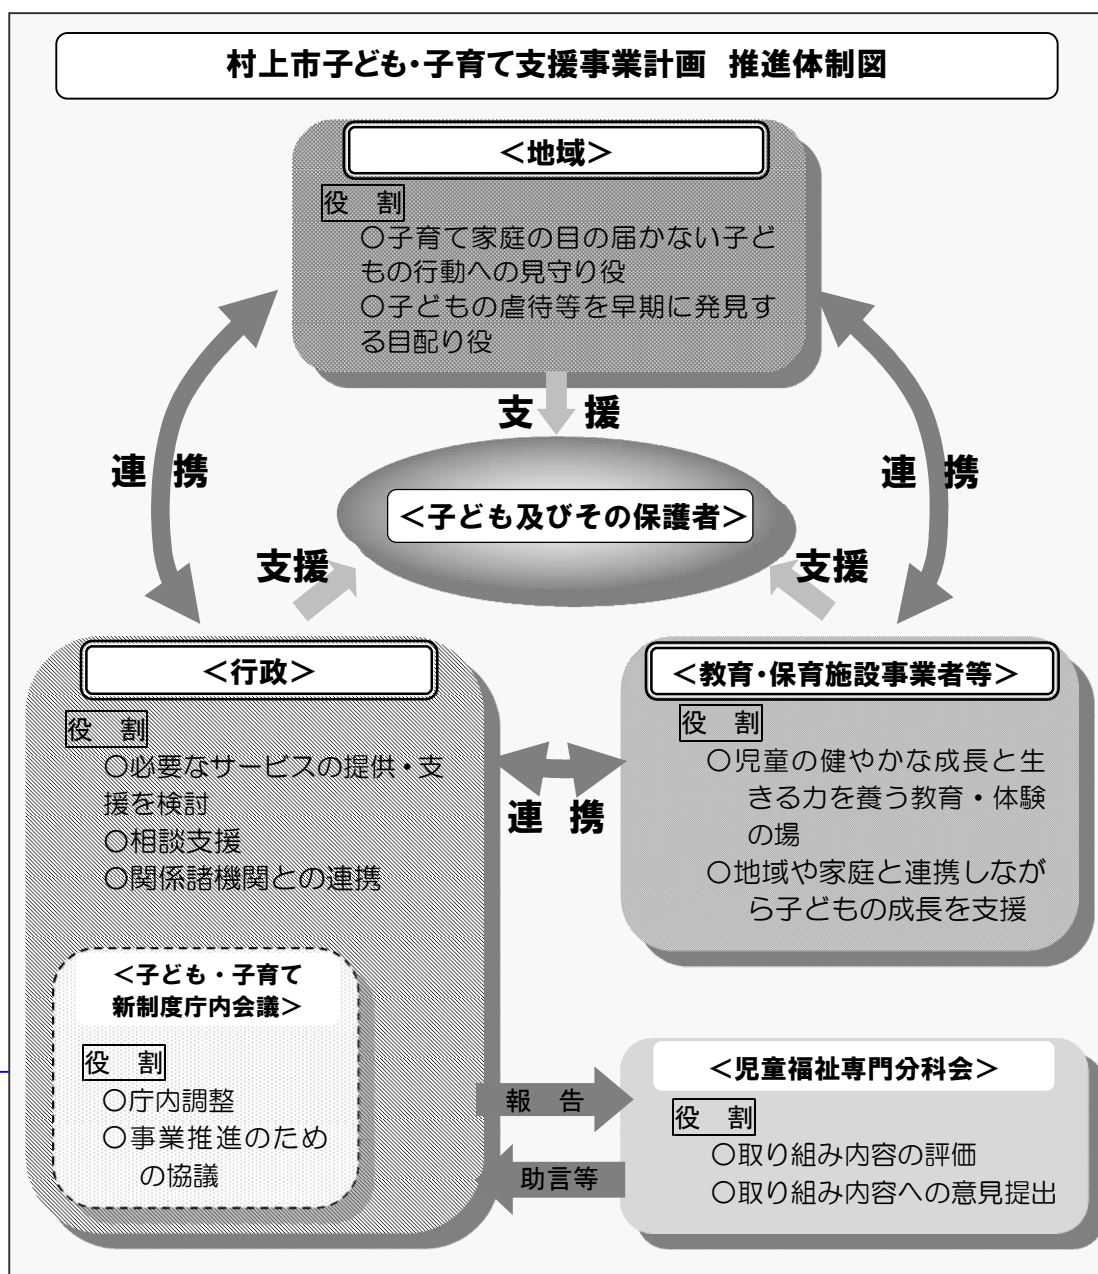 村上市子ども・子育て支援事業計画 推進体制図
＜地域＞
役 割
○子育て家庭の目の届かない子ど
もの行動への見守り役
○子どもの虐待等を早期に発見す
る目配り役
支 援
連 携
連 携
＜子ども及びその保護者＞
支援
支援
＜行政＞
役 割
○必要なサービスの提供・支
援を検討
○相談支援
○関係諸機関との連携
連 携
＜教育・保育施設事業者等＞
役 割
○児童の健やかな成長と生
きる力を養う教育・体験
の場
○地域や家庭と連携しなが
ら子どもの成長を支援
＜子ども・子育て
新制度庁内会議＞
役 割
○庁内調整
○事業推進のため
の協議
報 告
助言等
＜児童福祉専門分科会＞
役 割
○取り組み内容の評価
○取り組み内容への意見提出